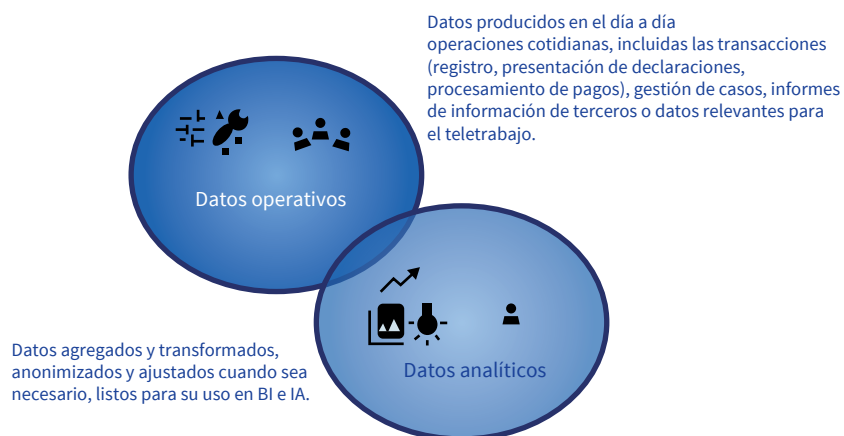 Datos producidos en el día a día
operaciones cotidianas, incluidas las transacciones
(registro, presentación de declaraciones,
procesamiento de pagos), gestión de casos, informes
de información de terceros o datos relevantes para
el teletrabajo.
Datos operativos
Datos agregados y transformados,
anonimizados y ajustados cuando sea
necesario, listos para su uso en BI e IA.
Datos analíticos